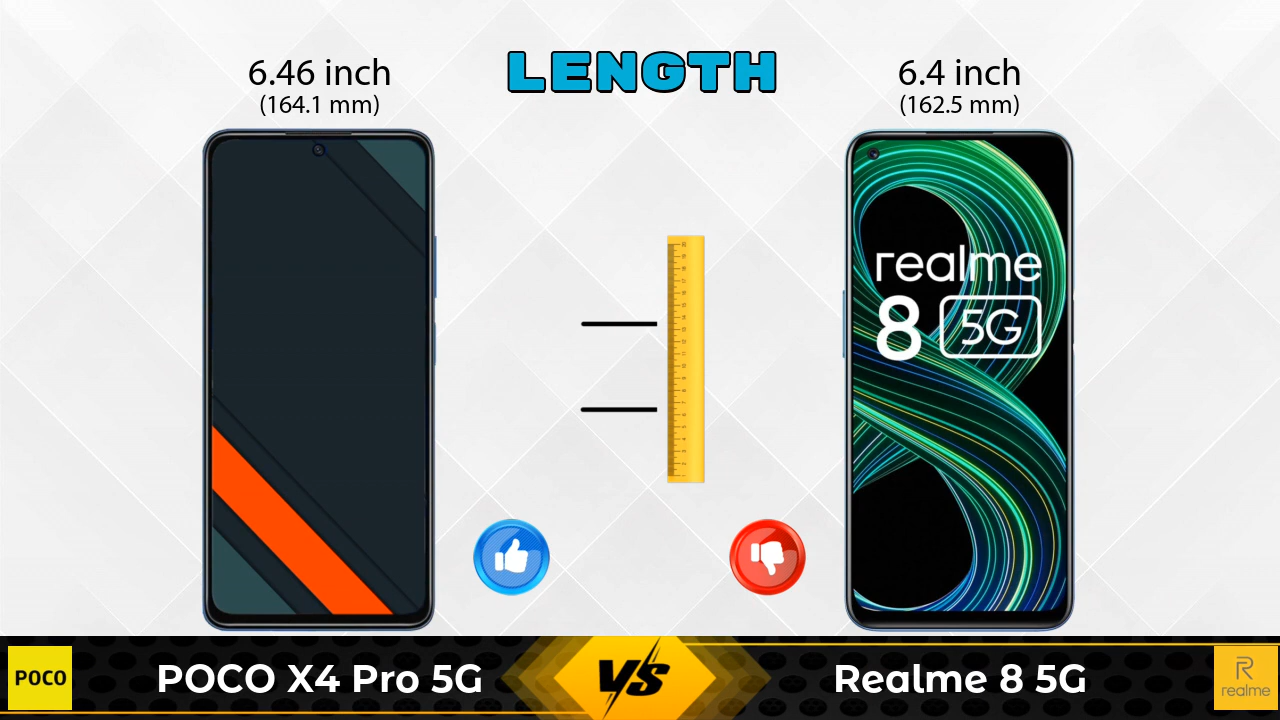 LENGTH
6.46 inch
(164.1 mm)
6.4 inch
(162.5 mm)
realme
8 5G
POCO
POCO X4 Pro 5G
VS
Realme 8 5G
R
realme